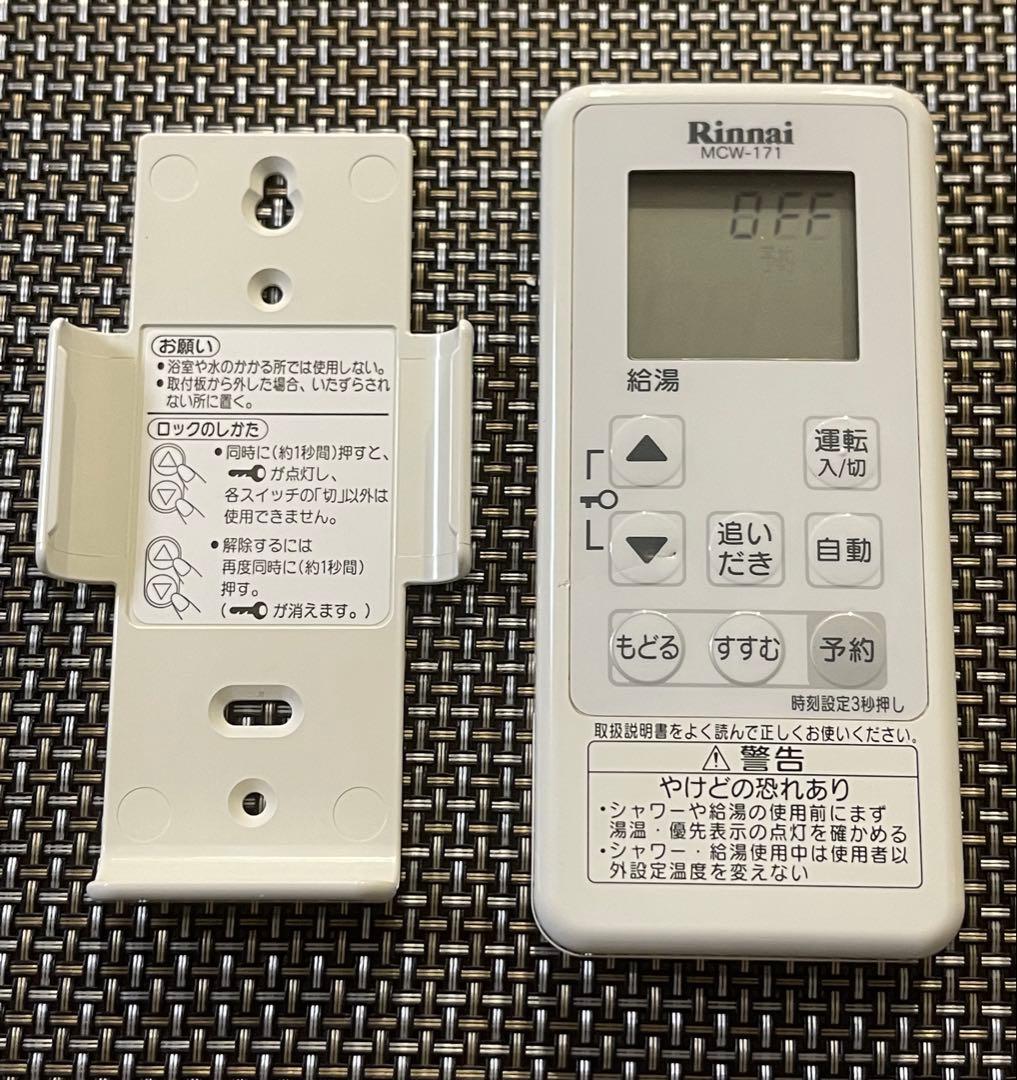 お願い
•浴室や水のかかる所では使用しない。
•取付板から外した場合、いたずらされ
ない所に置く。
ロックのしかた
•同時に(約1秒間)押すと、
が点灯し、
各スイッチの「切」以外は
使用できません。
•解除するには
再度同時に(約1秒間)
押す。
( が消えます。)
Rinnai
MCW-171
OFF
予約
給湯
運転
入/切
追い
だき
自動
もどる
すすむ
予約
時刻設定3秒押し
取扱説明書をよく読んで正しくお使いください。
警告
やけどの恐れあり
•シャワーや給湯の使用前にまず
湯温・優先表示の点灯を確かめる
•シャワー・給湯使用中は使用者以
外設定温度を変えない